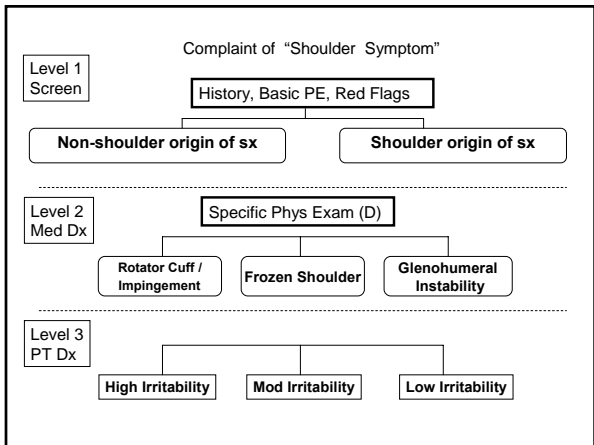 Complaint of “Shoulder Symptom”
Level 1
Screen
History, Basic PE, Red Flags
Non-shoulder origin of sx
Shoulder origin of sx
Level 2
Med Dx
Specific Phys Exam (D)
Rotator Cuff /
Impingement
Frozen Shoulder
Glenohumeral
Instability
Level 3
PT Dx
High Irritability
Mod Irritability
Low Irritability